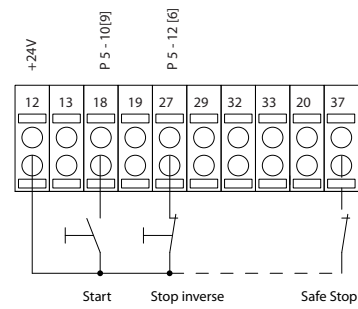 +24V
P 5 - 10[9]
P 5 - 12 [6]
12 13 18 19 27 29 32 33 20 37
Start Stop inverse Safe Stop